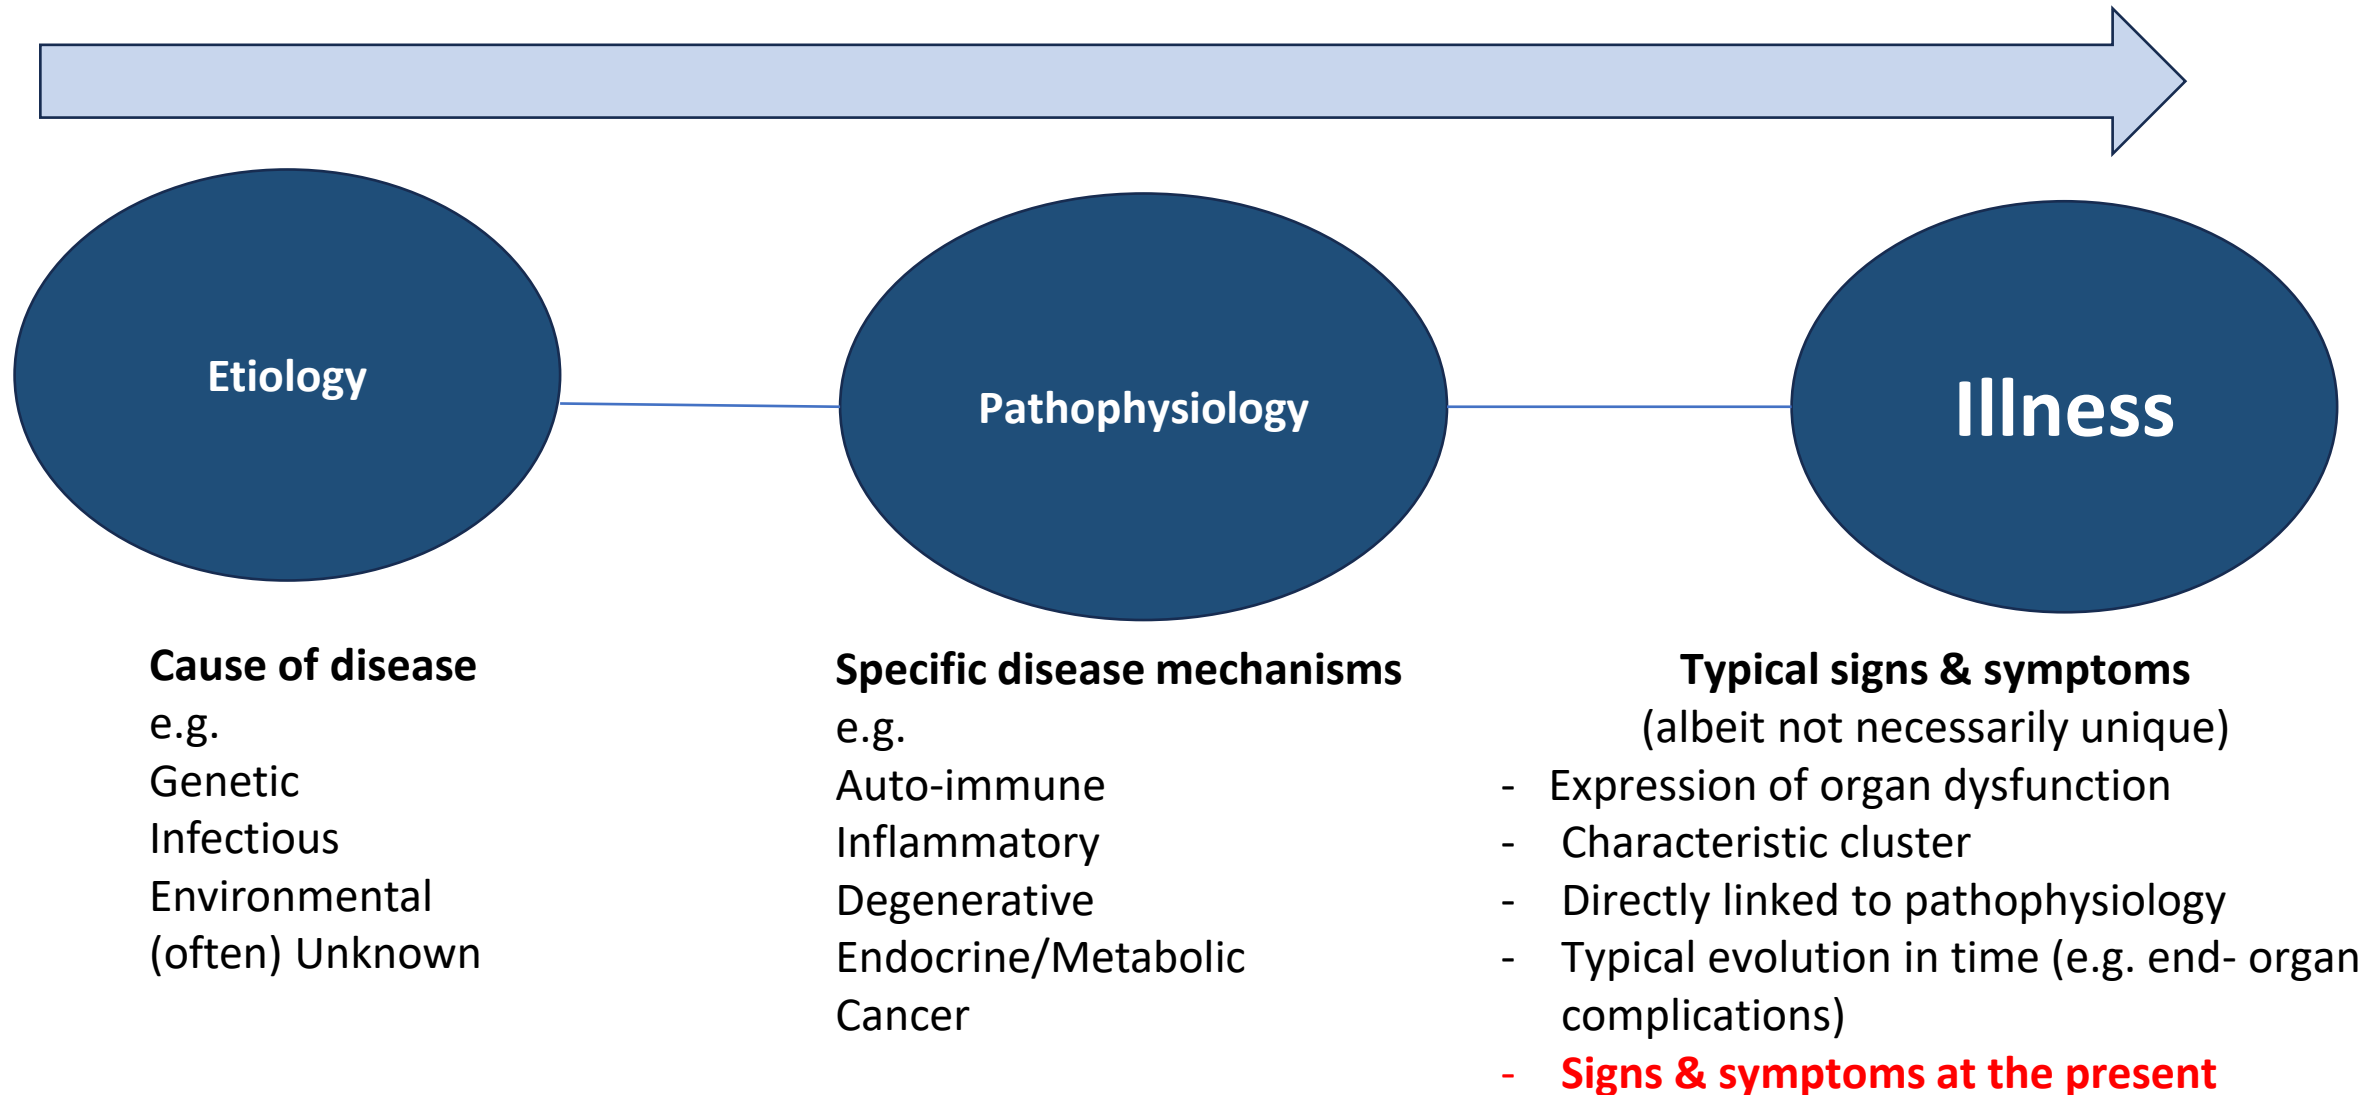 Etiology
Pathophysiology
Illness
Cause of disease
e.g.
Genetic
Infectious
Environmental
(often) Unknown
Specific disease mechanisms
e.g.
Auto-immune
Inflammatory
Degenerative
Endocrine/Metabolic
Cancer
Typical signs & symptoms
(albeit not necessarily unique)
- Expression of organ dysfunction
- Characteristic cluster
- Directly linked to pathophysiology
- Typical evolution in time (e.g. end- organ
complications)
- Signs & symptoms at the present